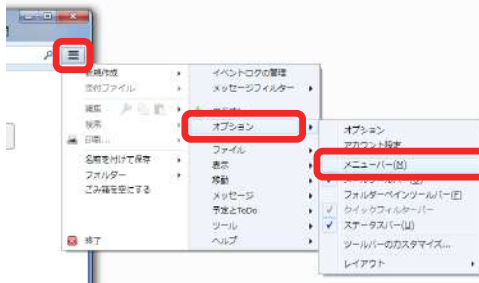 新規作成
添付ファイル
編集
検索
印刷...
名前を付けて保存
フォルダー
ごみ箱を空にする
終了
イベントログの管理
メッセージフィルター
オプション
ファイル
表示
移動
メッセージ
予定とToDo
ツール
ヘルプ
オプション
アカウント設定
メニューバー(M)
フォルダーペインツールバー(F)
クイックフィルターバー
ステータスバー(U)
ツールバーのカスタマイズ...
レイアウト